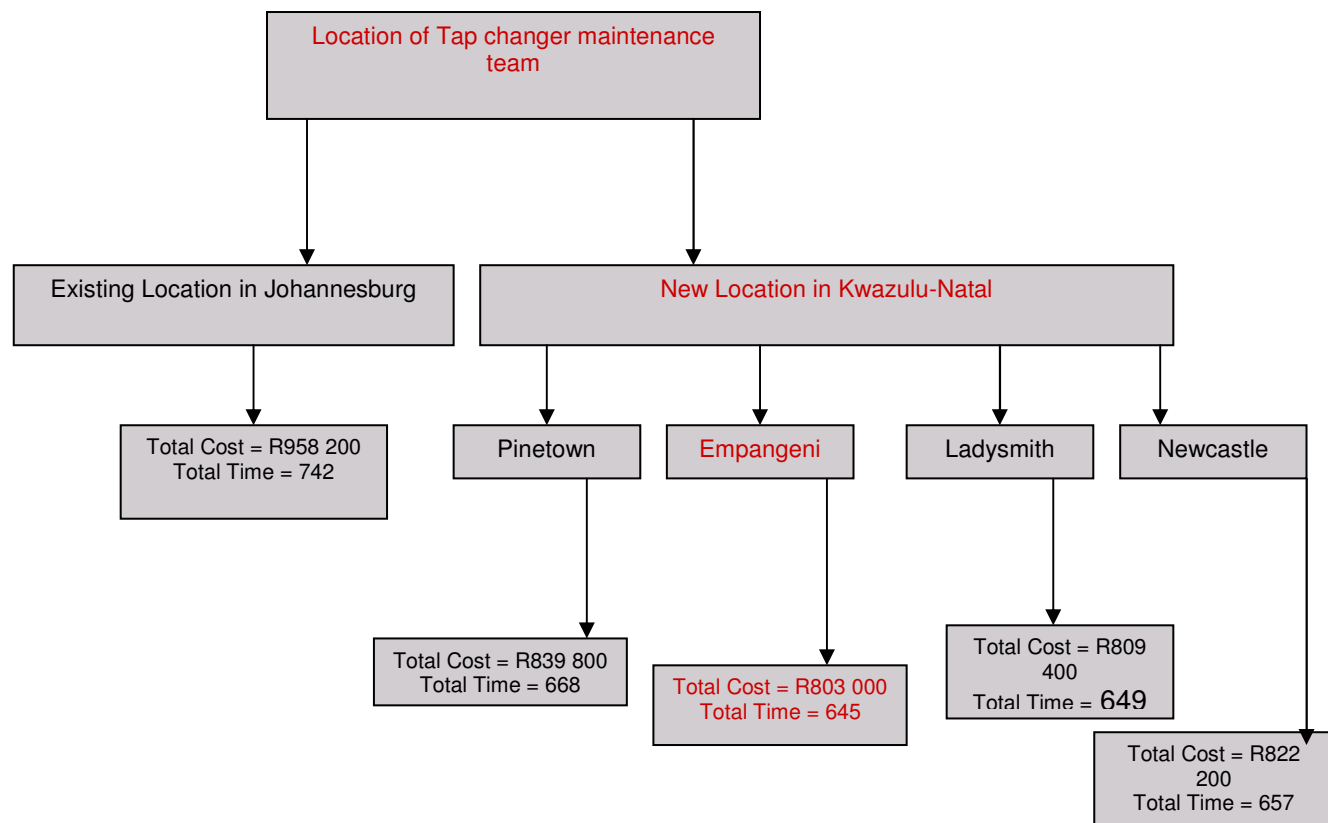 Location of Tap changer maintenance
team
Existing Location in Johannesburg
New Location in Kwazulu-Natal
Total Cost = R958 200
Total Time = 742
Pinetown
Empangeni
Ladysmith
Newcastle
Total Cost = R839 800
Total Time = 668
Total Cost = R803 000
Total Time = 645
Total Cost = R809
400
Total Time = 649
Total Cost = R822
200
Total Time = 657